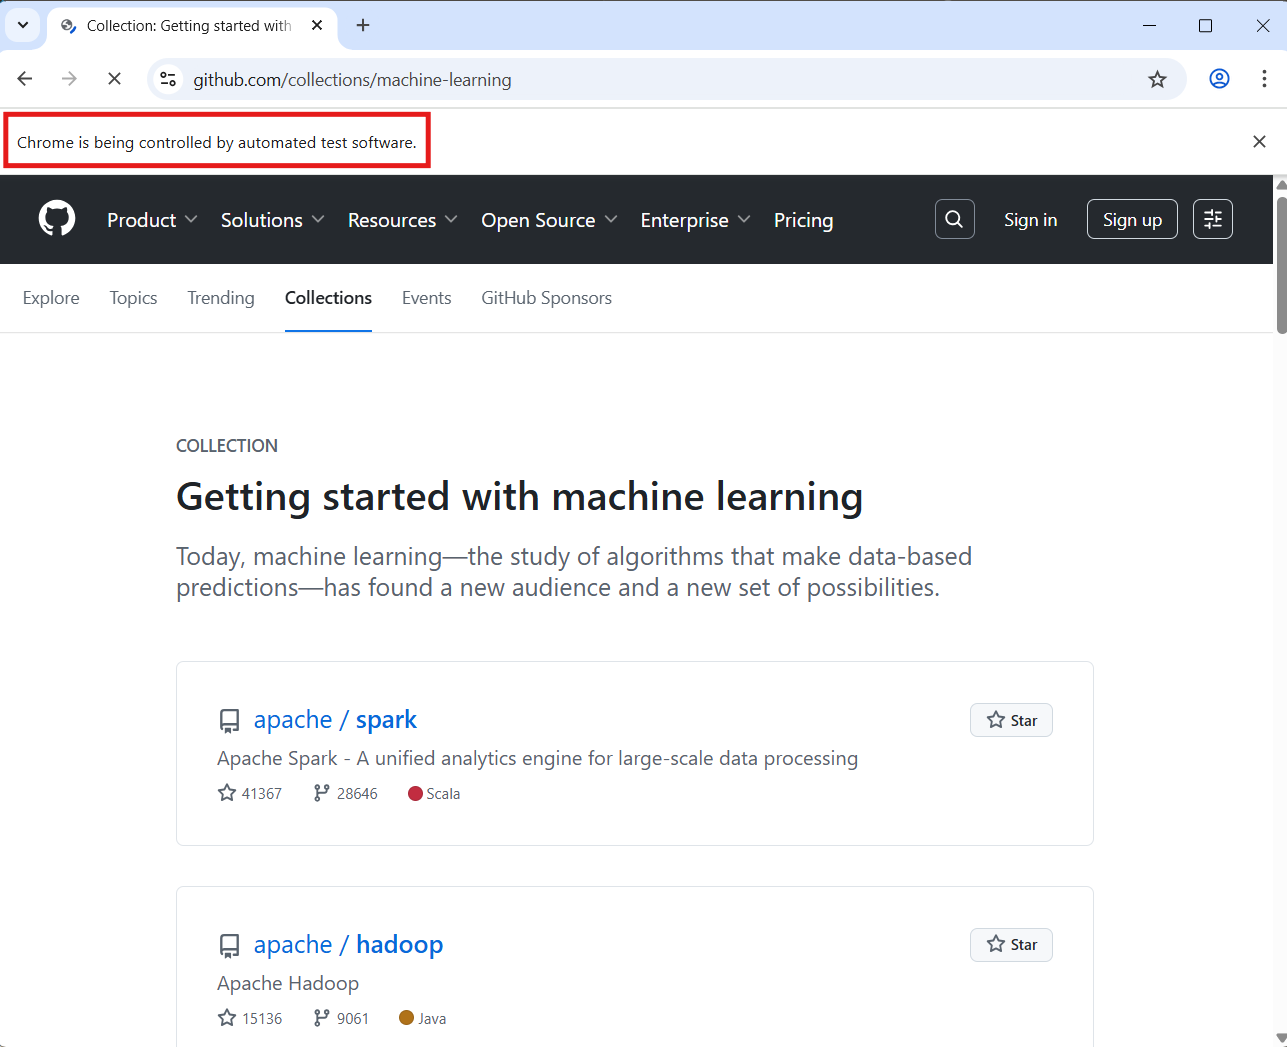 Collection: Getting started with
github.com/collections/machine-learning
Chrome is being controlled by automated test software.
Product Solutions Resources Open Source Enterprise Pricing Sign in Sign up
Explore Topics Trending Collections Events GitHub Sponsors
COLLECTION
Getting started with machine learning
Today, machine learning—the study of algorithms that make data-based
predictions—has found a new audience and a new set of possibilities.
apache / spark Star
Apache Spark - A unified analytics engine for large-scale data processing
41367 28646 Scala
apache / hadoop Star
Apache Hadoop
15136 9061 Java